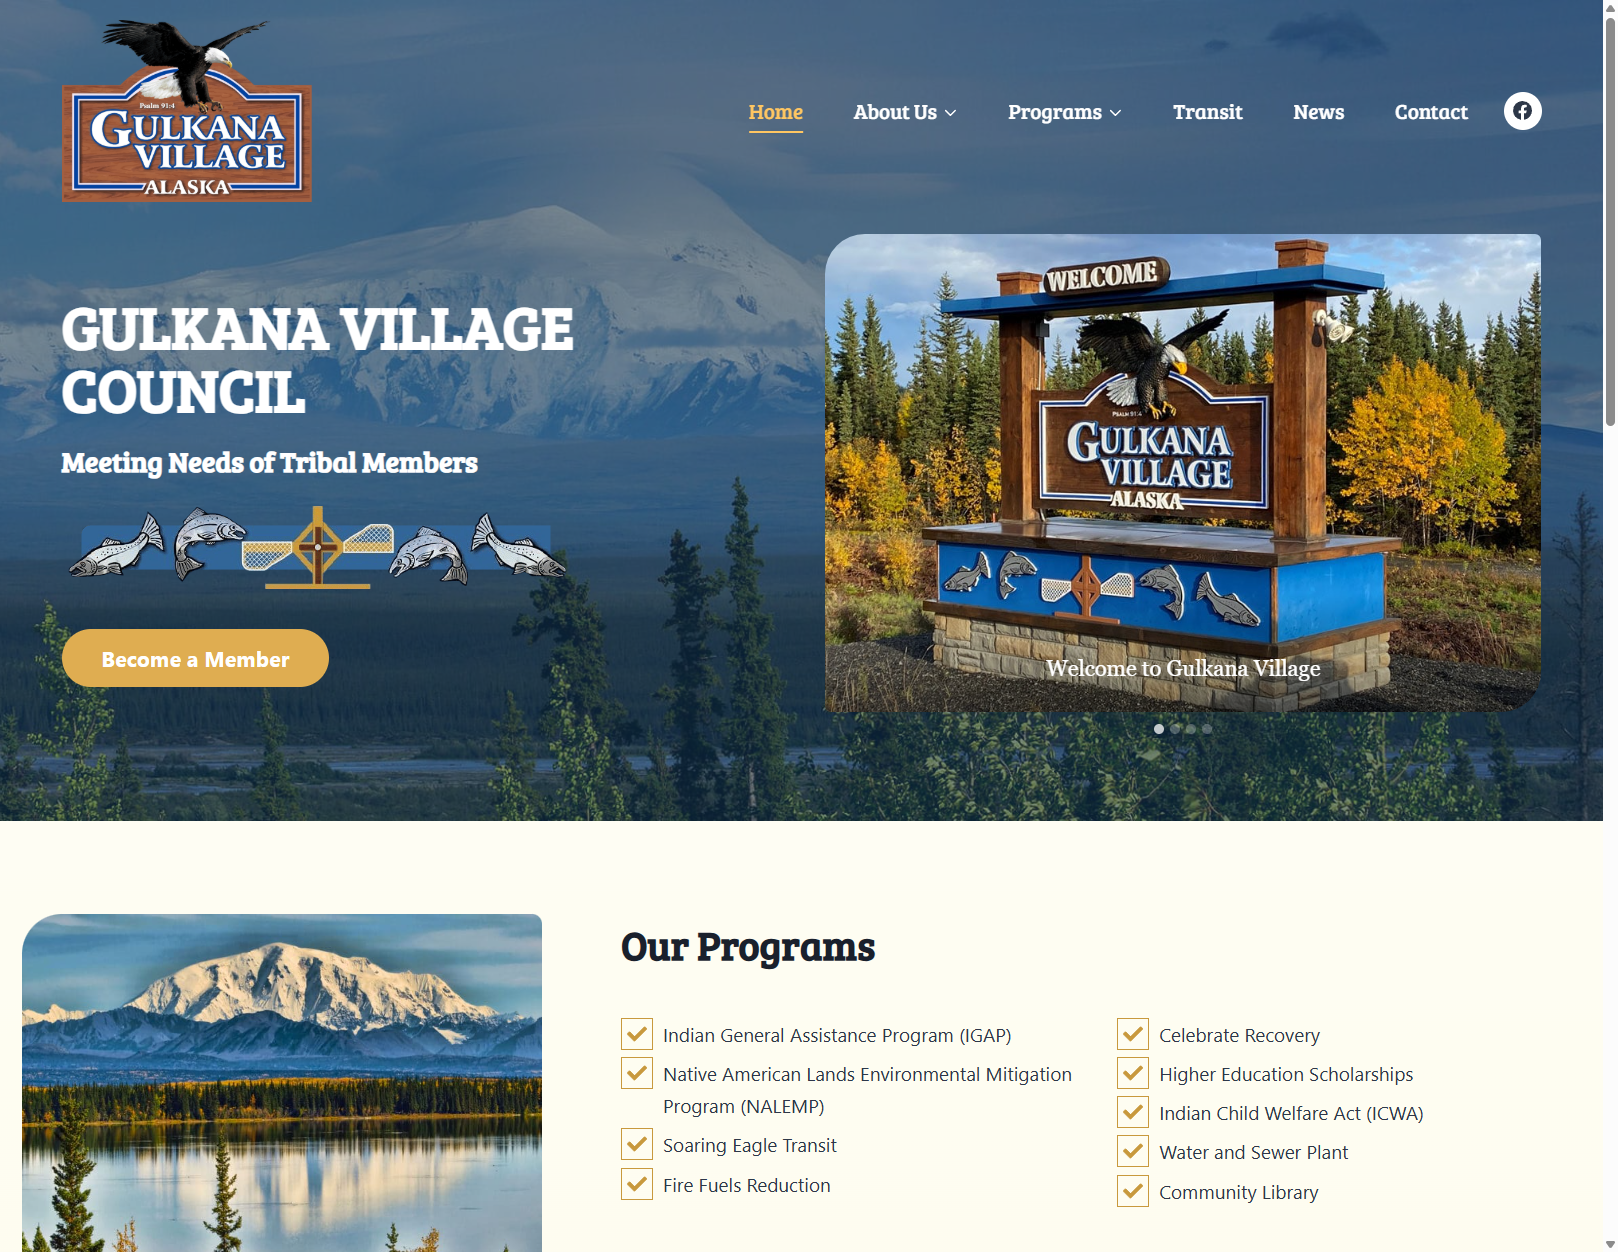 Psalm 91:4
GULKANA
VILLAGE
ALASKA
Home
About Us
Programs
Transit
News
Contact
GULKANA VILLAGE
COUNCIL
Meeting Needs of Tribal Members
Become a Member
WELCOME
PSALM 91:4
GULKANA
VILLAGE
ALASKA
Welcome to Gulkana Village
Our Programs
Indian General Assistance Program (IGAP)
Native American Lands Environmental Mitigation
Program (NALEMP)
Soaring Eagle Transit
Fire Fuels Reduction
Celebrate Recovery
Higher Education Scholarships
Indian Child Welfare Act (ICWA)
Water and Sewer Plant
Community Library